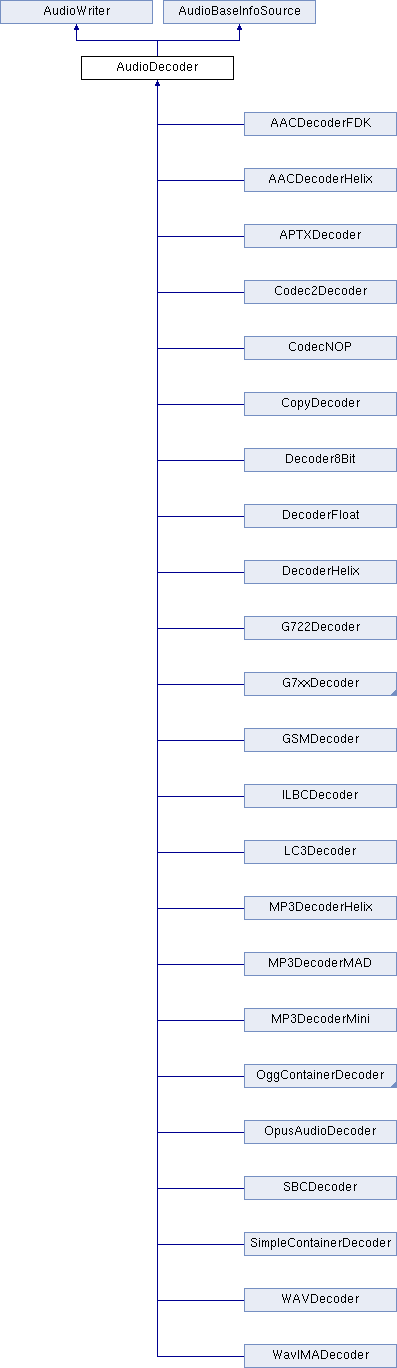 AudioWriter
AudioBaseInfoSource
AudioDecoder
AACDecoderFDK
AACDecoderHelix
APTXDecoder
Codec2Decoder
CodecNOP
CopyDecoder
Decoder8Bit
DecoderFloat
DecoderHelix
G722Decoder
G7xxDecoder
GSMDecoder
ILBCDecoder
LC3Decoder
MP3DecoderHelix
MP3DecoderMAD
MP3DecoderMini
OggContainerDecoder
OpusAudioDecoder
SBCDecoder
SimpleContainerDecoder
WAVDecoder
WavIMADecoder